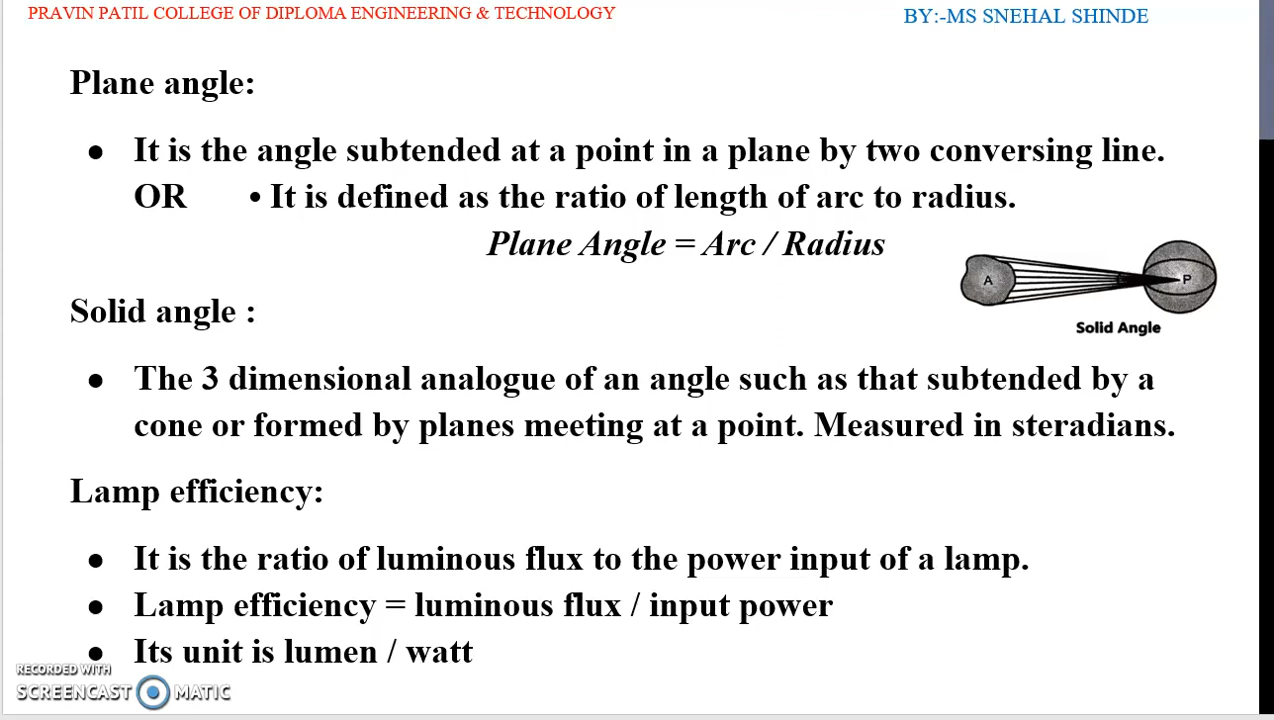 PRAVIN PATIL COLLEGE OF DIPLOMA ENGINEERING & TECHNOLOGY
BY:-MS SNEHAL SHINDE
Plane angle:
● It is the angle subtended at a point in a plane by two conversing line.
OR • It is defined as the ratio of length of arc to radius.
Plane Angle = Arc / Radius
A
P
Solid Angle
Solid angle :
● The 3 dimensional analogue of an angle such as that subtended by a
cone or formed by planes meeting at a point. Measured in steradians.
Lamp efficiency:
● It is the ratio of luminous flux to the power input of a lamp.
● Lamp efficiency = luminous flux / input power
● Its unit is lumen / watt
RECORDED WITH
SCREENCAST MATIC